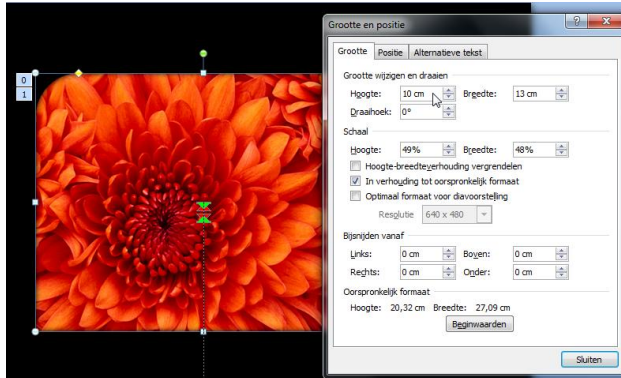 Grootte en positie
Grootte Positie Alternatieve tekst
0
1
Grootte wijzigen en draaien
Hoogte: 10 cm Breedte: 13 cm
Draaihoek: 0°
Schaal
Hoogte: 49% Breedte: 48%
Hoogte-breedteverhouding vergrendelen
In verhouding tot oorspronkelijk formaat
Optimaal formaat voor diavoorstelling
Resolutie 640 x 480
Bijsnijden vanaf
Links: 0 cm Boven: 0 cm
Rechts: 0 cm Onder: 0 cm
Oorspronkelijk formaat
Hoogte: 20,32 cm Breedte: 27,09 cm
Beginwaarden
Sluiten